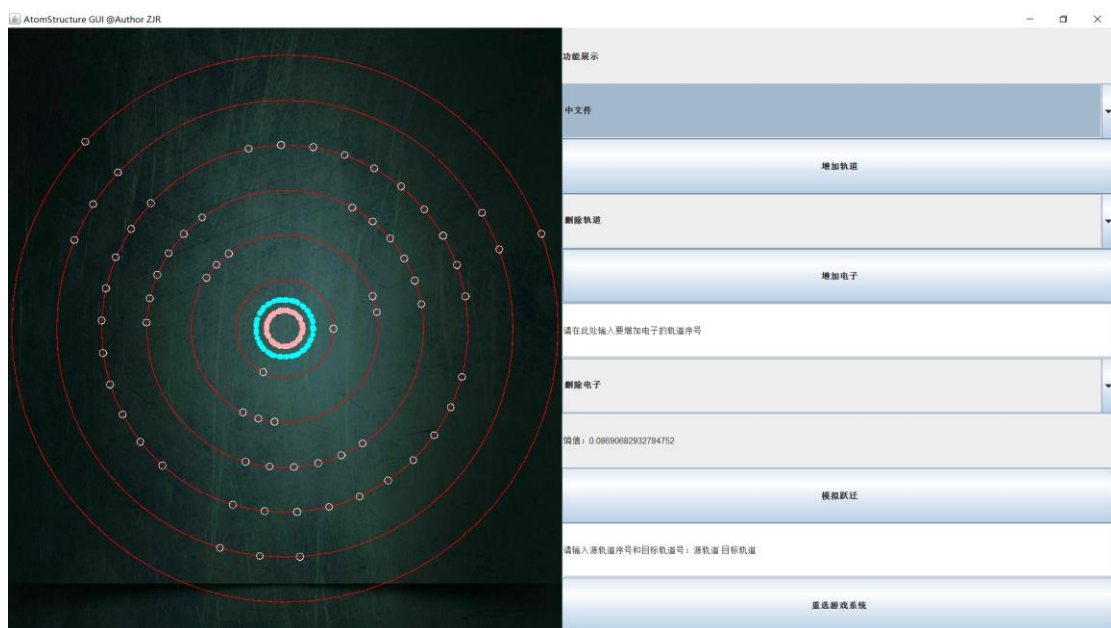 AtomStructure GUI @Author ZJR
功能展示
中文件
增加轨道
删除轨道
增加电子
请在此处输入要增加电子的轨道序号
删除电子
熵值：0.08690682932784752
模拟跃迁
请输入源轨道序号和目标轨道号：源轨道 目标轨道
重选游戏系统